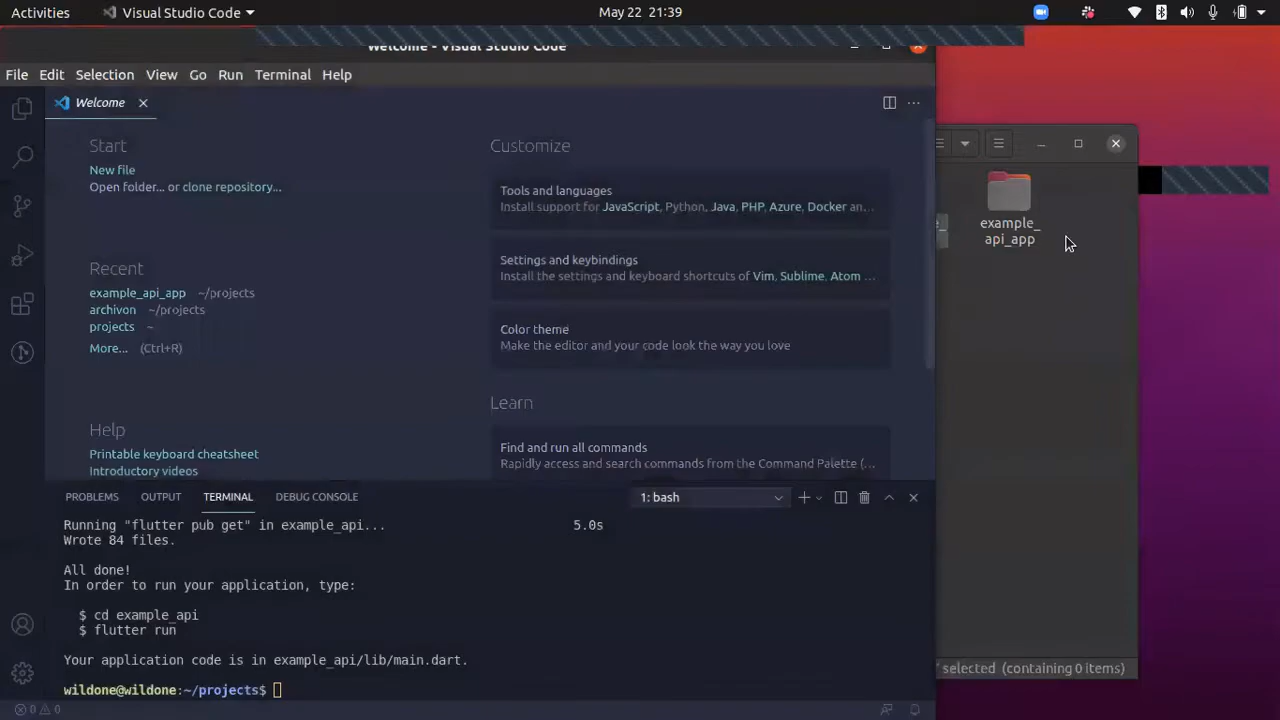 Activities Visual Studio Code May 22 21:39
Welcome - Visual Studio Code
File Edit Selection View Go Run Terminal Help
Welcome
Start
New file
Open folder... or clone repository...
Recent
example_api_app ~/projects
archivon ~/projects
projects ~
More... (Ctrl+R)
Help
Printable keyboard cheatsheet
Introductory videos
Customize
Tools and languages
Install support for JavaScript, Python, Java, PHP, Azure, Docker an...
Settings and keybindings
Install the settings and keyboard shortcuts of Vim, Sublime, Atom ...
Color theme
Make the editor and your code look the way you love
Learn
Find and run all commands
Rapidly access and search commands from the Command Palette (...
example_
api_app
PROBLEMS OUTPUT TERMINAL DEBUG CONSOLE 1: bash
Running "flutter pub get" in example_api... 5.0s
Wrote 84 files.
All done!
In order to run your application, type:
$ cd example_api
$ flutter run
Your application code is in example_api/lib/main.dart.
wildone@wildone:~/projects$
selected (containing 0 items)
0 0